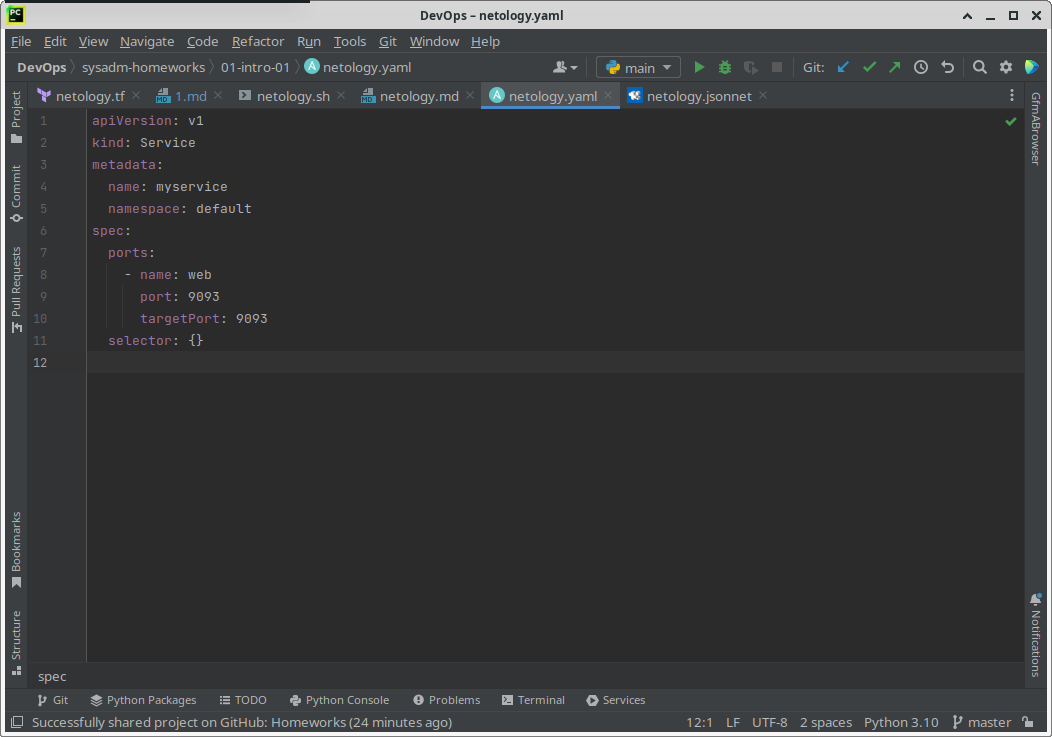 PC
DevOps – netology.yaml
File Edit View Navigate Code Refactor Run Tools Git Window Help
DevOps sysadm-homeworks 01-intro-01 A netology.yaml main Git:
netology.tf MD 1.md netology.sh MD netology.md A netology.yaml netology.jsonnet
Project
Commit
Pull Requests
Bookmarks
Structure
1 apiVersion: v1
2 kind: Service
3 metadata:
4 name: myservice
5 namespace: default
6 spec:
7 ports:
8 - name: web
9 port: 9093
10 targetPort: 9093
11 selector: {}
12
GfmABrowser
Notifications
spec
Git Python Packages TODO Python Console Problems Terminal Services
Successfully shared project on GitHub: Homeworks (24 minutes ago) 12:1 LF UTF-8 2 spaces Python 3.10 master